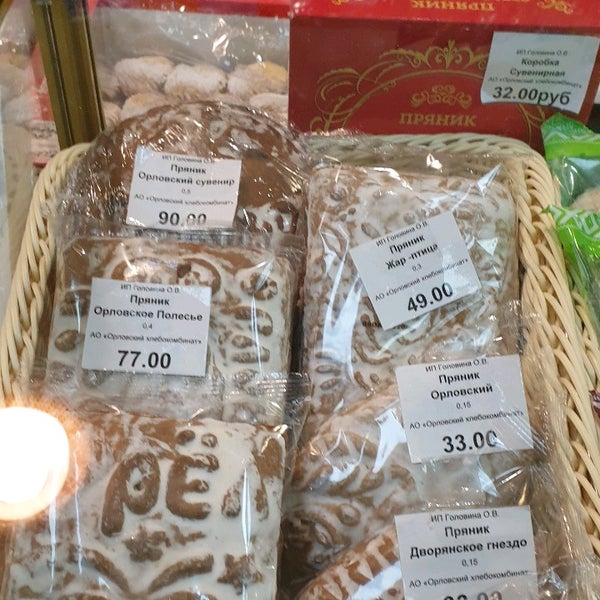 ПРЯНИК
ИП Головина О.В.
Коробка
Сувенирная
АО «Орловский хлебокомбинат»
32.00руб
ПРЯНИК
ИП Головина О.В.
Пряник
Орловский сувенир
0,5
АО «Орловский хлебокомбинат»
90.00
ИП Головина О.В.
Пряник
Жар -птица
0,3
АО «Орловский хлебокомбинат»
49.00
ИП Головина О.В.
Пряник
Орловское Полесье
0,4
АО «Орловский хлебокомбинат»
77.00
ИП Головина О.В.
Пряник
Орловский
0,15
АО «Орловский хлебокомбинат»
33.00
ОРЁЛ
ИП Головина О.В.
Пряник
Дворянское гнездо
0,15
АО «Орловский хлебокомбинат»